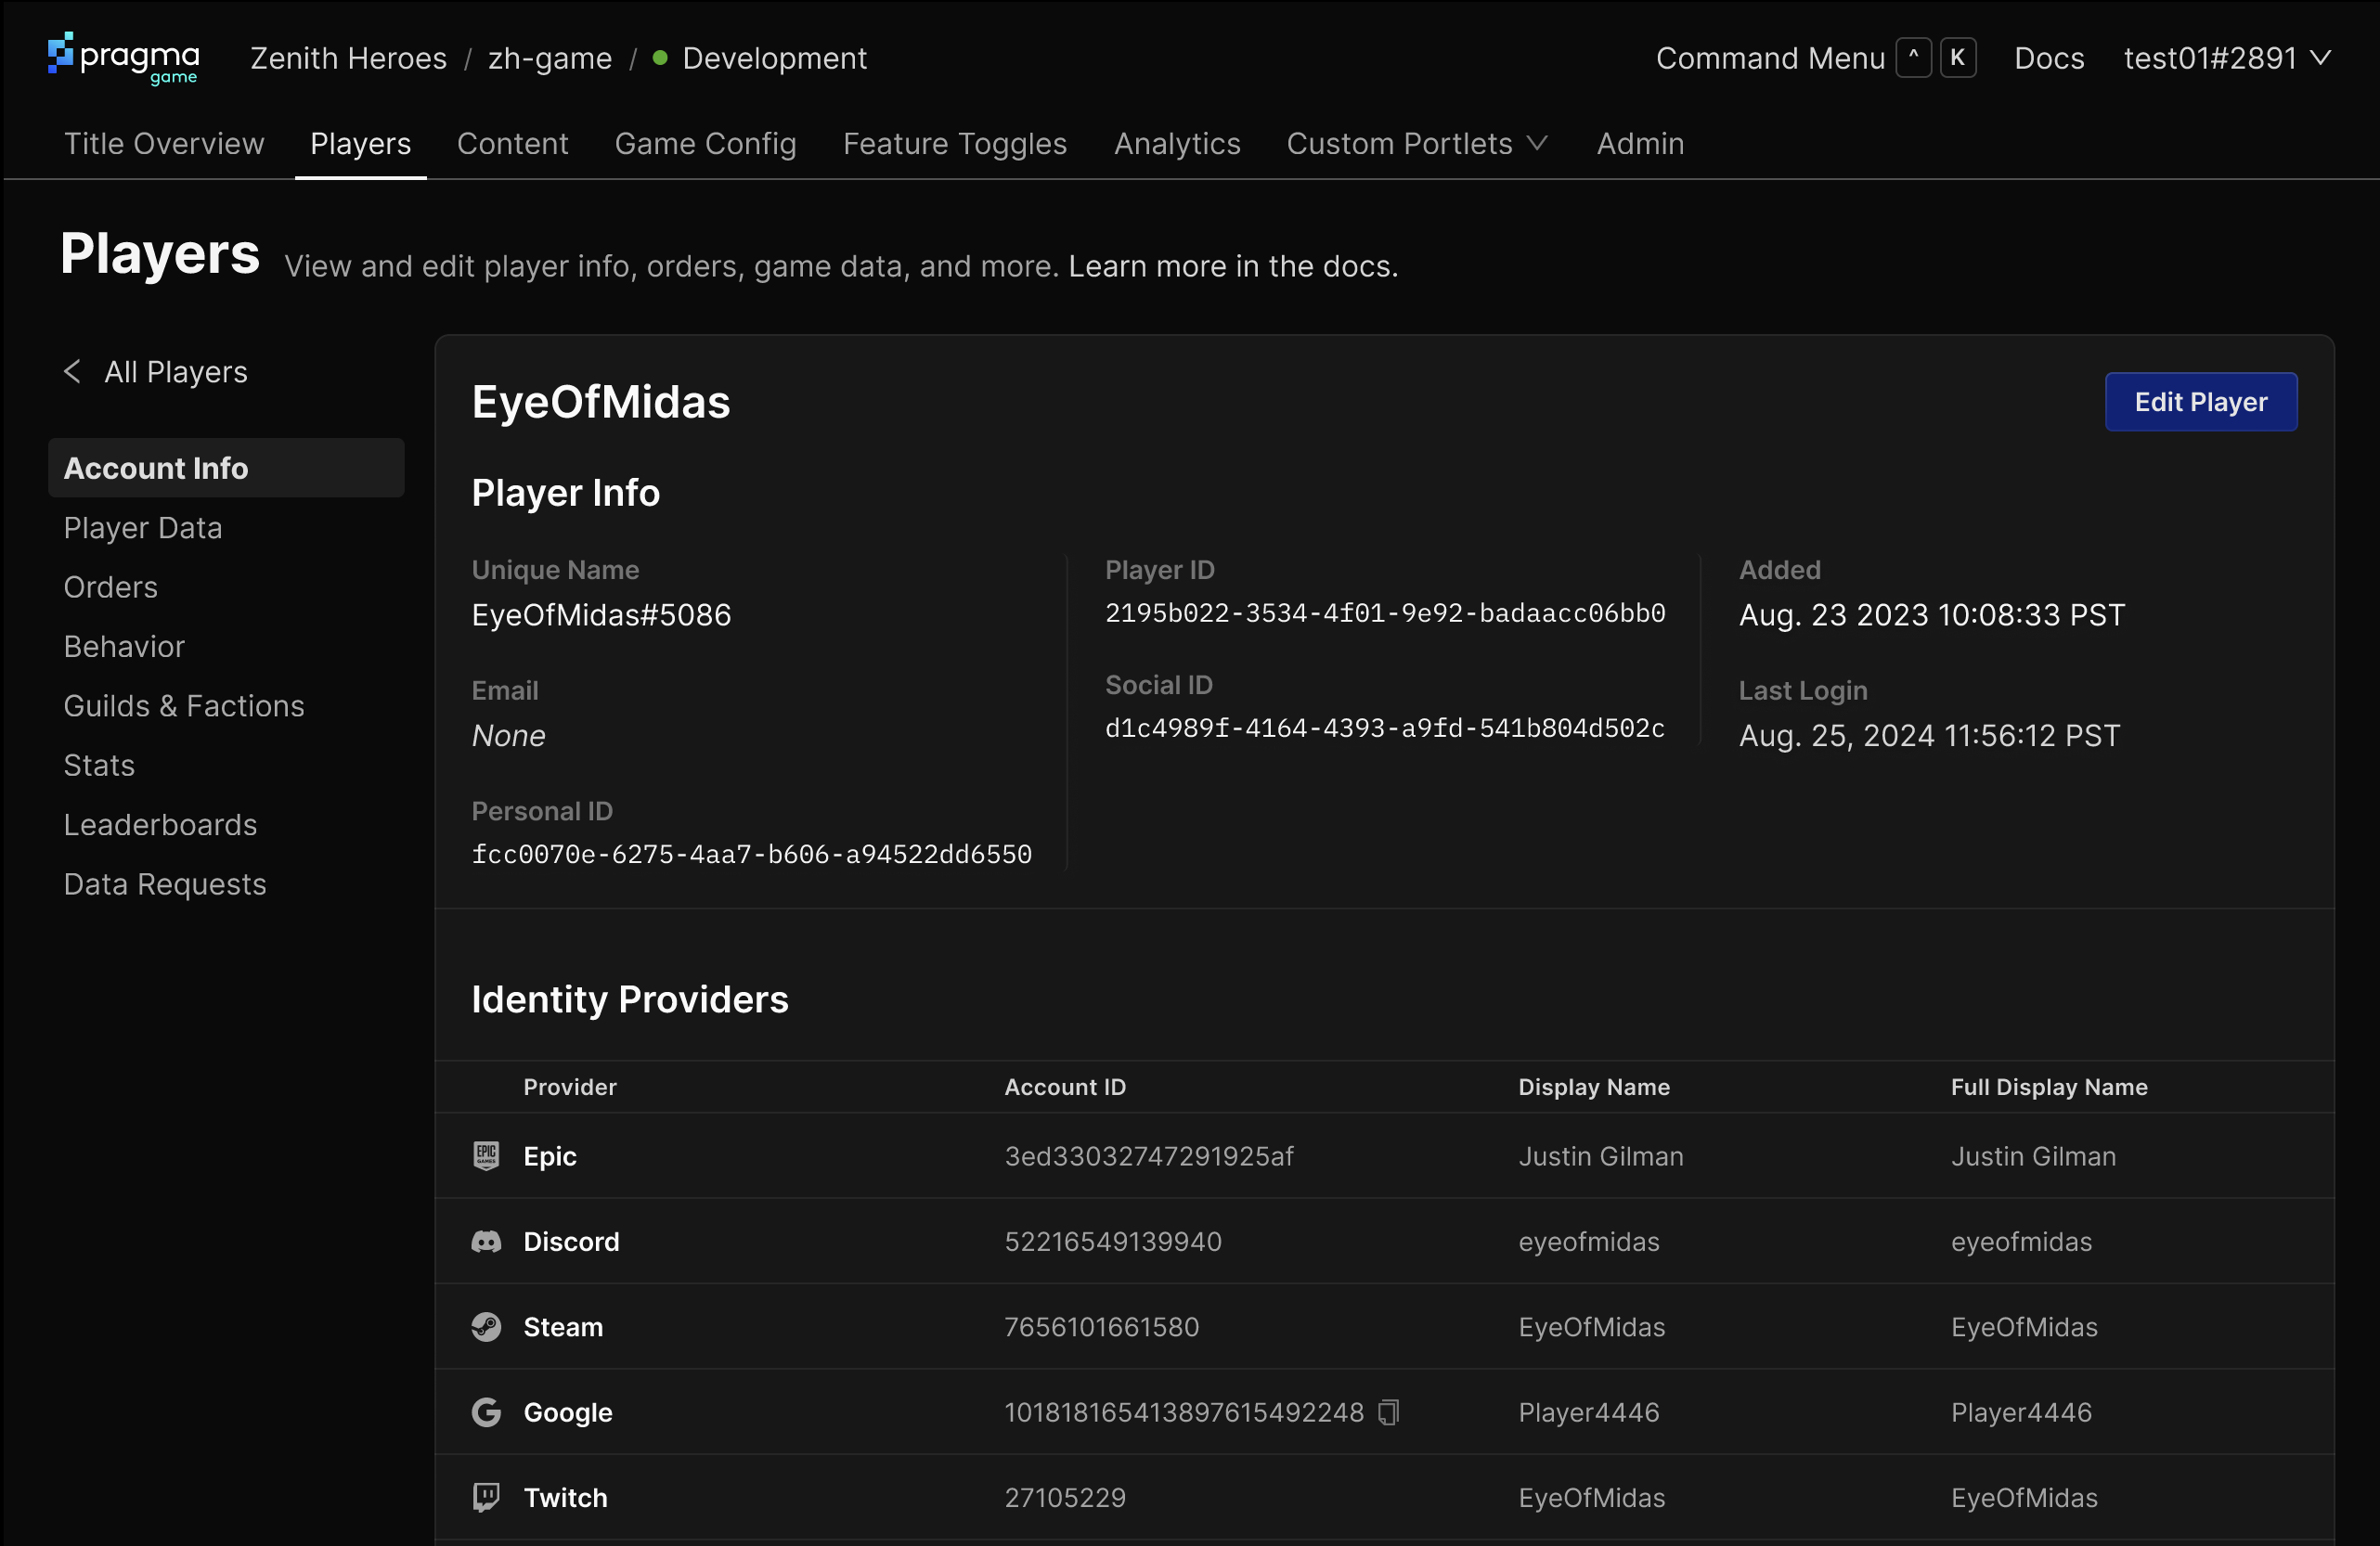 pragma
game
Zenith Heroes / zh-game / Development
Command Menu ^ K Docs test01#2891
Title Overview Players Content Game Config Feature Toggles Analytics Custom Portlets Admin
Players View and edit player info, orders, game data, and more. Learn more in the docs.
All Players
Account Info
Player Data
Orders
Behavior
Guilds & Factions
Stats
Leaderboards
Data Requests
EyeOfMidas
Edit Player
Player Info
Unique Name
EyeOfMidas#5086
Email
None
Personal ID
fcc0070e-6275-4aa7-b606-a94522dd6550
Player ID
2195b022-3534-4f01-9e92-badaacc06bb0
Social ID
d1c4989f-4164-4393-a9fd-541b804d502c
Added
Aug. 23 2023 10:08:33 PST
Last Login
Aug. 25, 2024 11:56:12 PST
Identity Providers
Provider Account ID Display Name Full Display Name
EPIC GAMES Epic 3ed33032747291925af Justin Gilman Justin Gilman
Discord 52216549139940 eyeofmidas eyeofmidas
Steam 7656101661580 EyeOfMidas EyeOfMidas
Google 101818165413897615492248 Player4446 Player4446
Twitch 27105229 EyeOfMidas EyeOfMidas